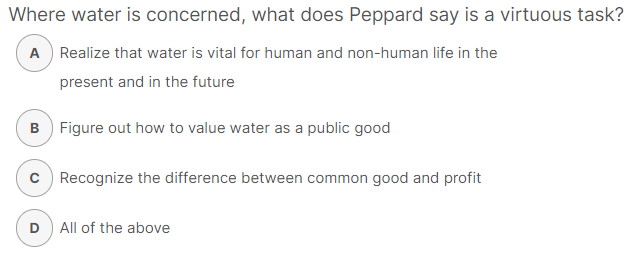 Where water is concerned, what does Peppard say is a virtuous task?
A Realize that water is vital for human and non-human life in the
present and in the future
B Figure out how to value water as a public good
C Recognize the difference between common good and profit
D All of the above